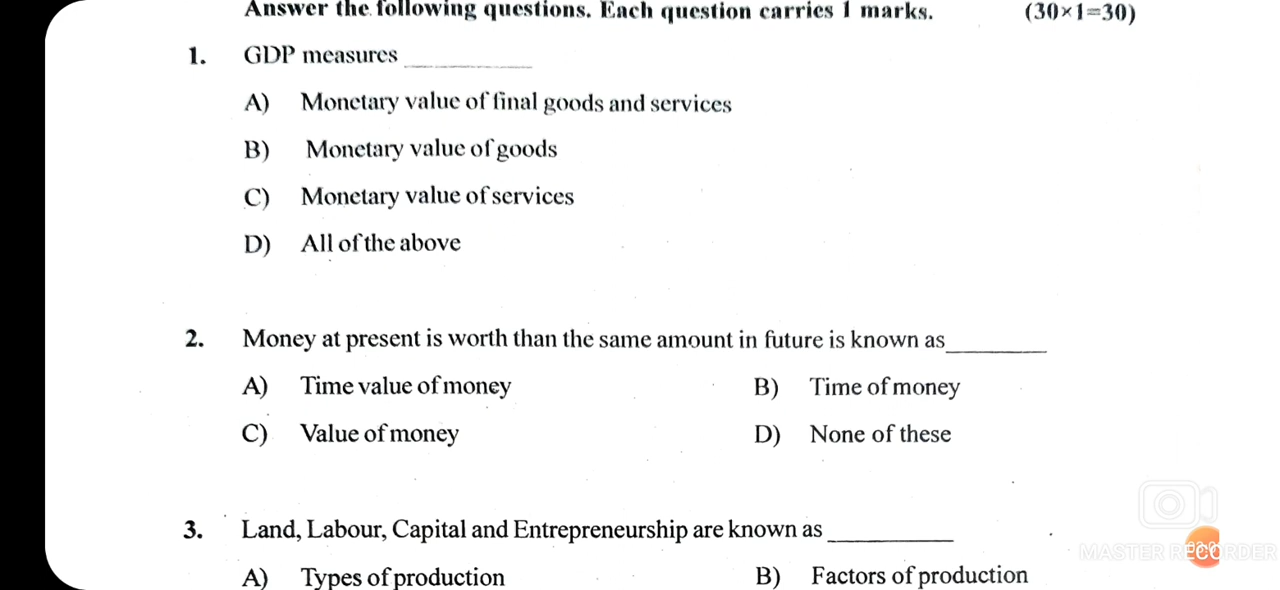 Answer the following questions. Each question carries 1 marks. (30×1=30)
1. GDP measures __________
A) Monetary value of final goods and services
B) Monetary value of goods
C) Monetary value of services
D) All of the above
2. Money at present is worth than the same amount in future is known as________
A) Time value of money B) Time of money
C) Value of money D) None of these
3. Land, Labour, Capital and Entrepreneurship are known as __________
MASTER RECORDER
A) Types of production B) Factors of production